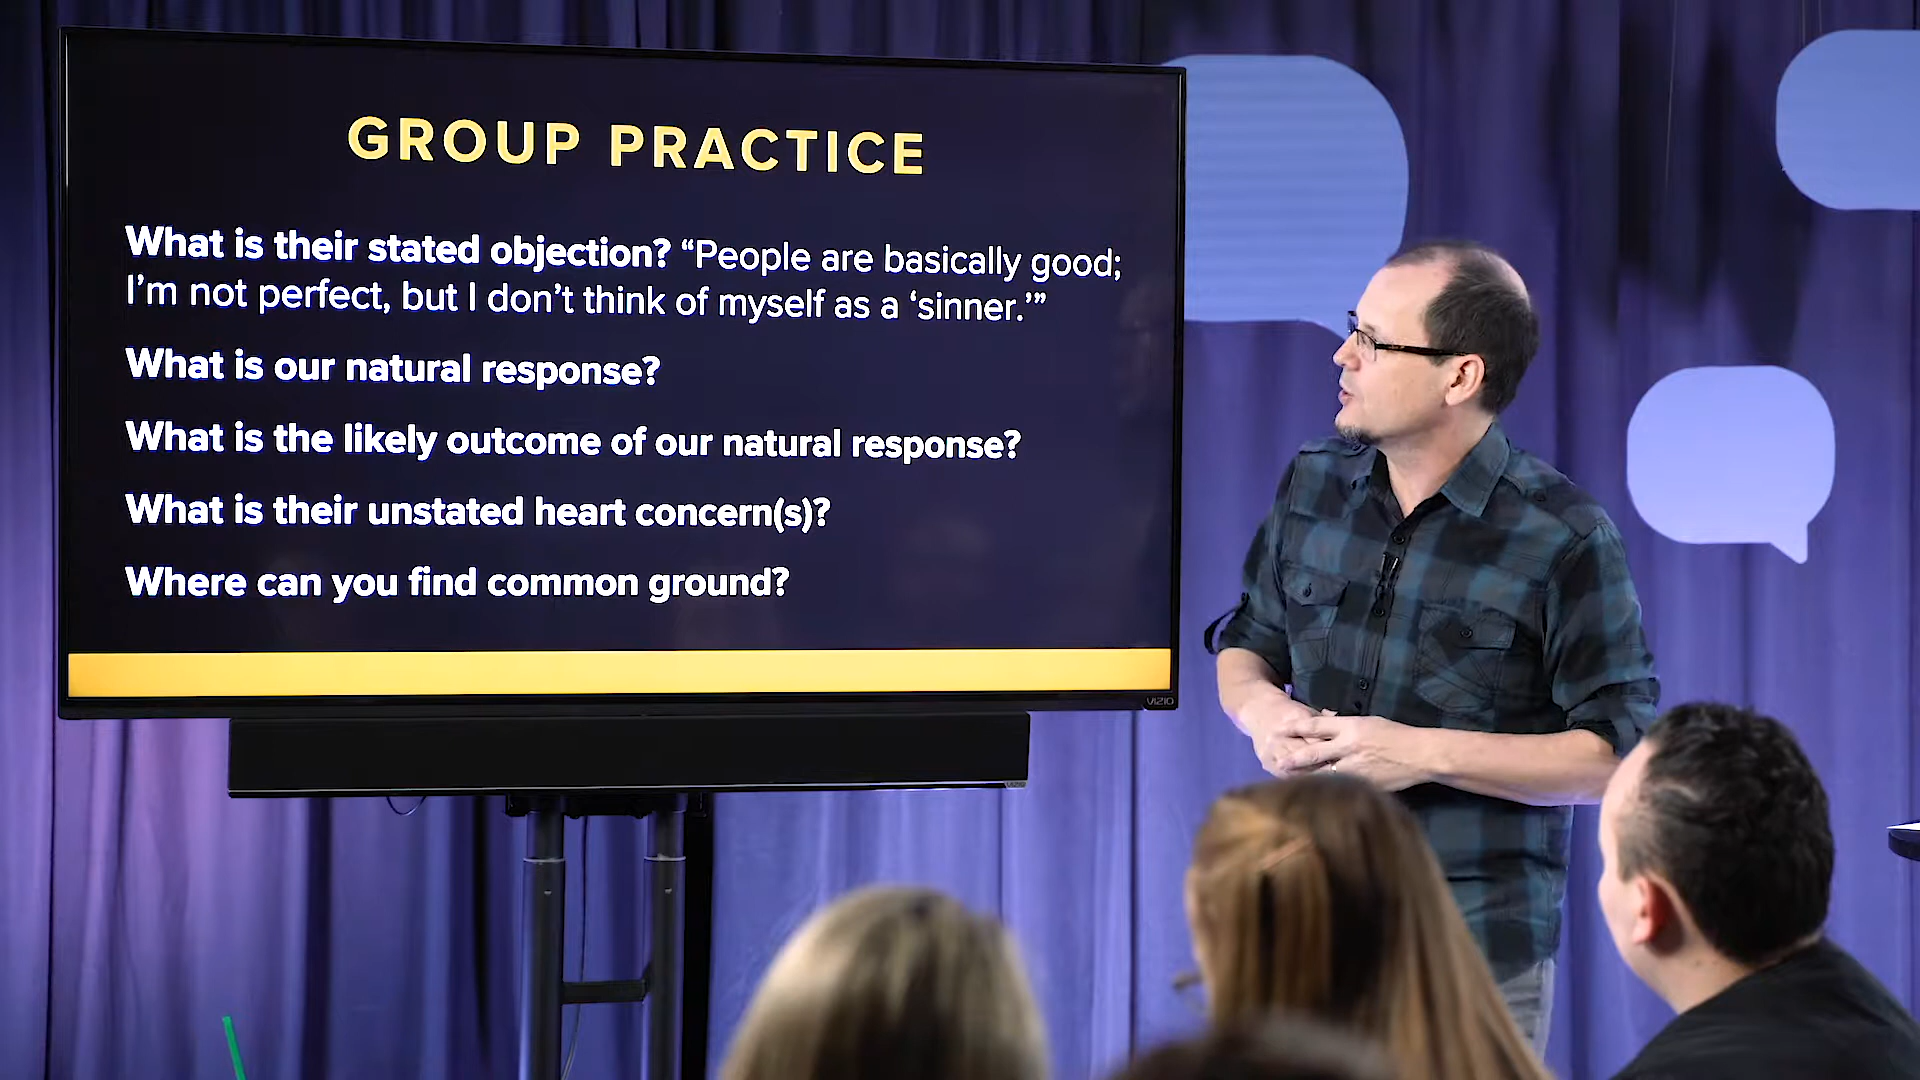 GROUP PRACTICE
What is their stated objection? “People are basically good;
I’m not perfect, but I don’t think of myself as a ‘sinner.’”
What is our natural response?
What is the likely outcome of our natural response?
What is their unstated heart concern(s)?
Where can you find common ground?
VIZIO